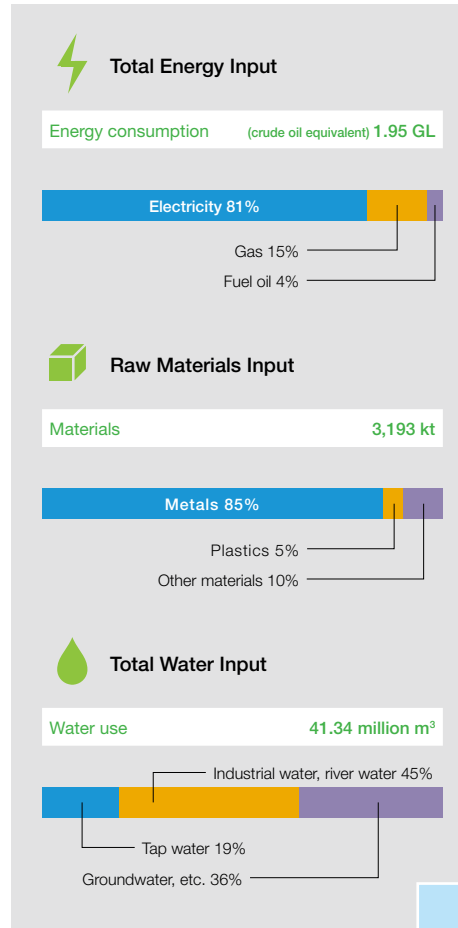 Total Energy Input
Energy consumption (crude oil equivalent) 1.95 GL
Electricity 81%
Gas 15%
Fuel oil 4%
Raw Materials Input
Materials 3,193 kt
Metals 85%
Plastics 5%
Other materials 10%
Total Water Input
Water use 41.34 million m³
Industrial water, river water 45%
Tap water 19%
Groundwater, etc. 36%